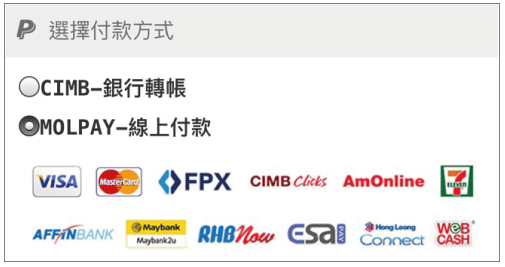 選擇付款方式
CIMB-銀行轉帳
MOLPAY-線上付款
VISA MasterCard FPX CIMB Clicks AmOnline 7 ELEVEN
AFFINBANK Maybank Maybank2u RHB Now esa PAY Hong Leong Connect WEB CASH